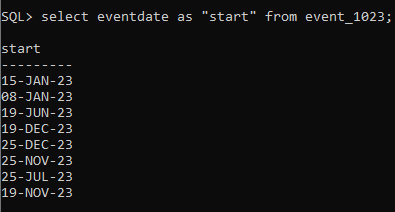 SQL> select eventdate as "start" from event_1023;
start
---------
15-JAN-23
08-JAN-23
19-JUN-23
19-DEC-23
25-DEC-23
25-NOV-23
25-JUL-23
19-NOV-23